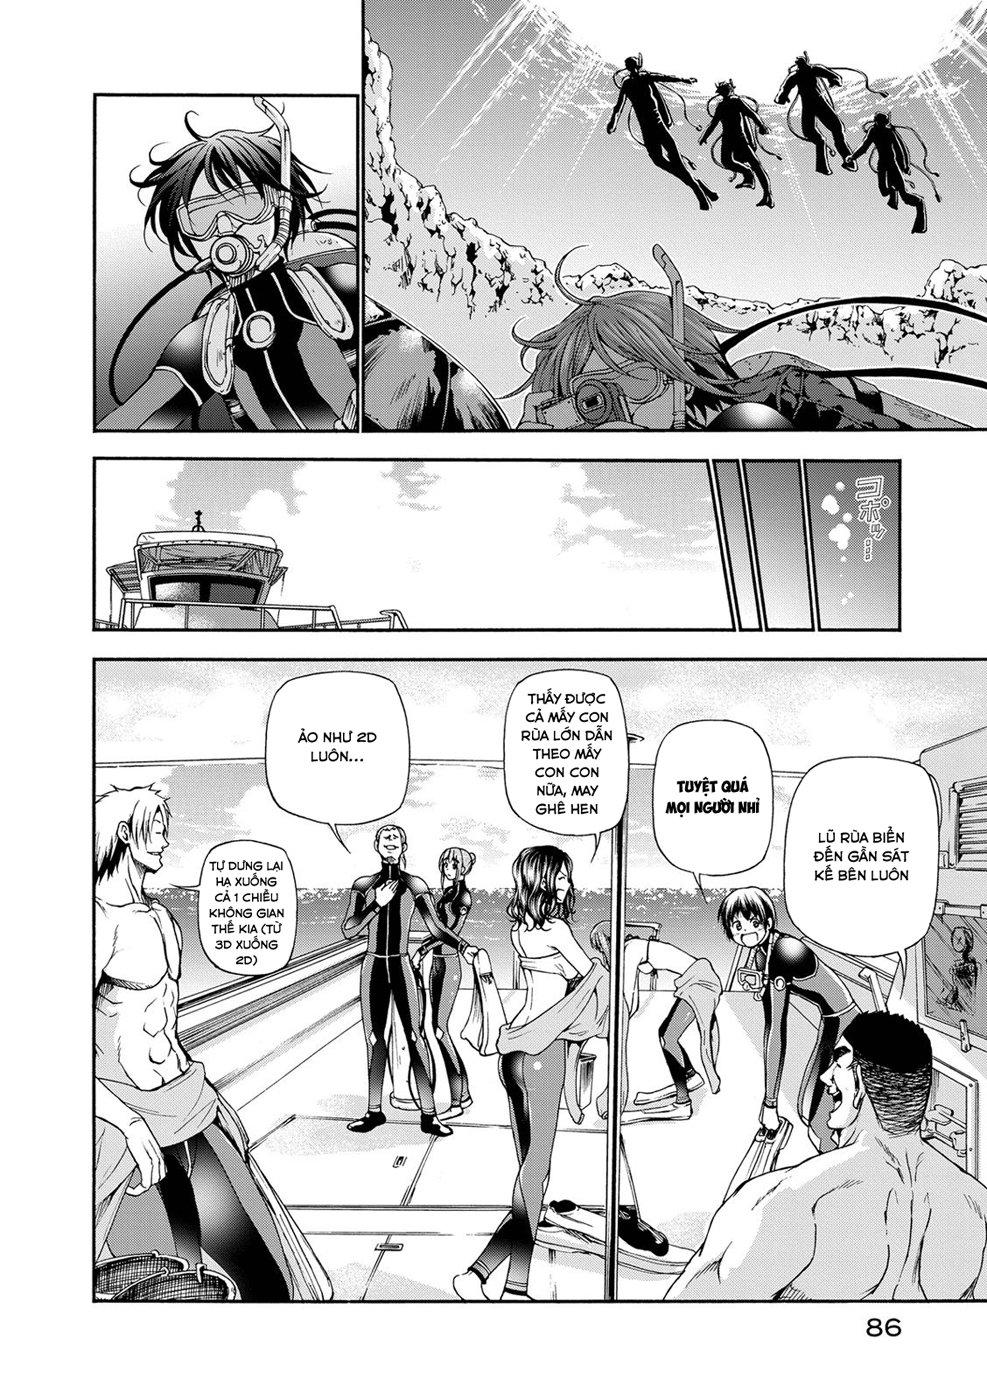 コポッ…
LŨ RÙA BIỂN
ĐẾN GẦN SÁT
KẾ BÊN LUÔN
TUYỆT QUÁ
MỌI NGƯỜI NHỈ
THẤY ĐƯỢC
CẢ MẤY CON
RÙA LỚN DẪN
THEO MẤY
CON CON
NỮA, MAY
GHÊ HEN
ẢO NHƯ 2D
LUÔN...
TỰ DƯNG LẠI
HẠ XUỐNG
CẢ 1 CHIỀU
KHÔNG GIAN
THẾ KIA (TỪ
3D XUỐNG
2D)
86